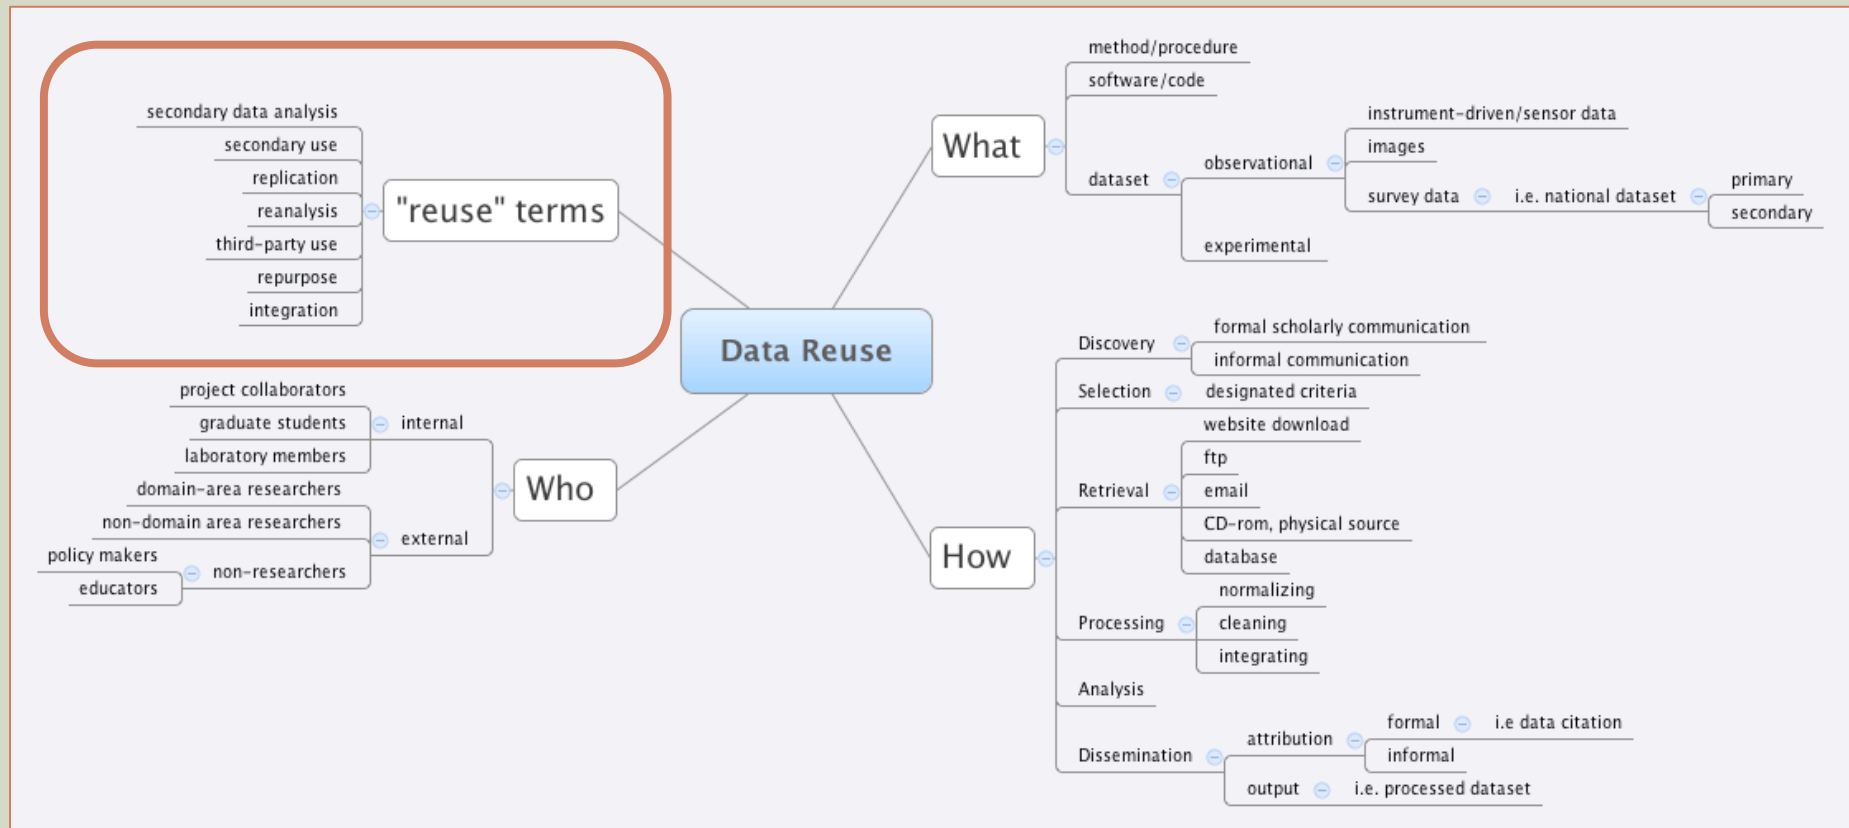 secondary data analysis
secondary use
replication
reanalysis
third-party use
repurpose
integration
"reuse" terms
Data Reuse
project collaborators
graduate students
laboratory members
internal
domain-area researchers
non-domain area researchers
policy makers
educators
non-researchers
external
Who
What
method/procedure
software/code
dataset
observational
instrument-driven/sensor data
images
survey data
i.e. national dataset
primary
secondary
experimental
How
Discovery
formal scholarly communication
informal communication
Selection
designated criteria
Retrieval
website download
ftp
email
CD-rom, physical source
database
Processing
normalizing
cleaning
integrating
Analysis
Dissemination
attribution
formal
i.e data citation
informal
output
i.e. processed dataset